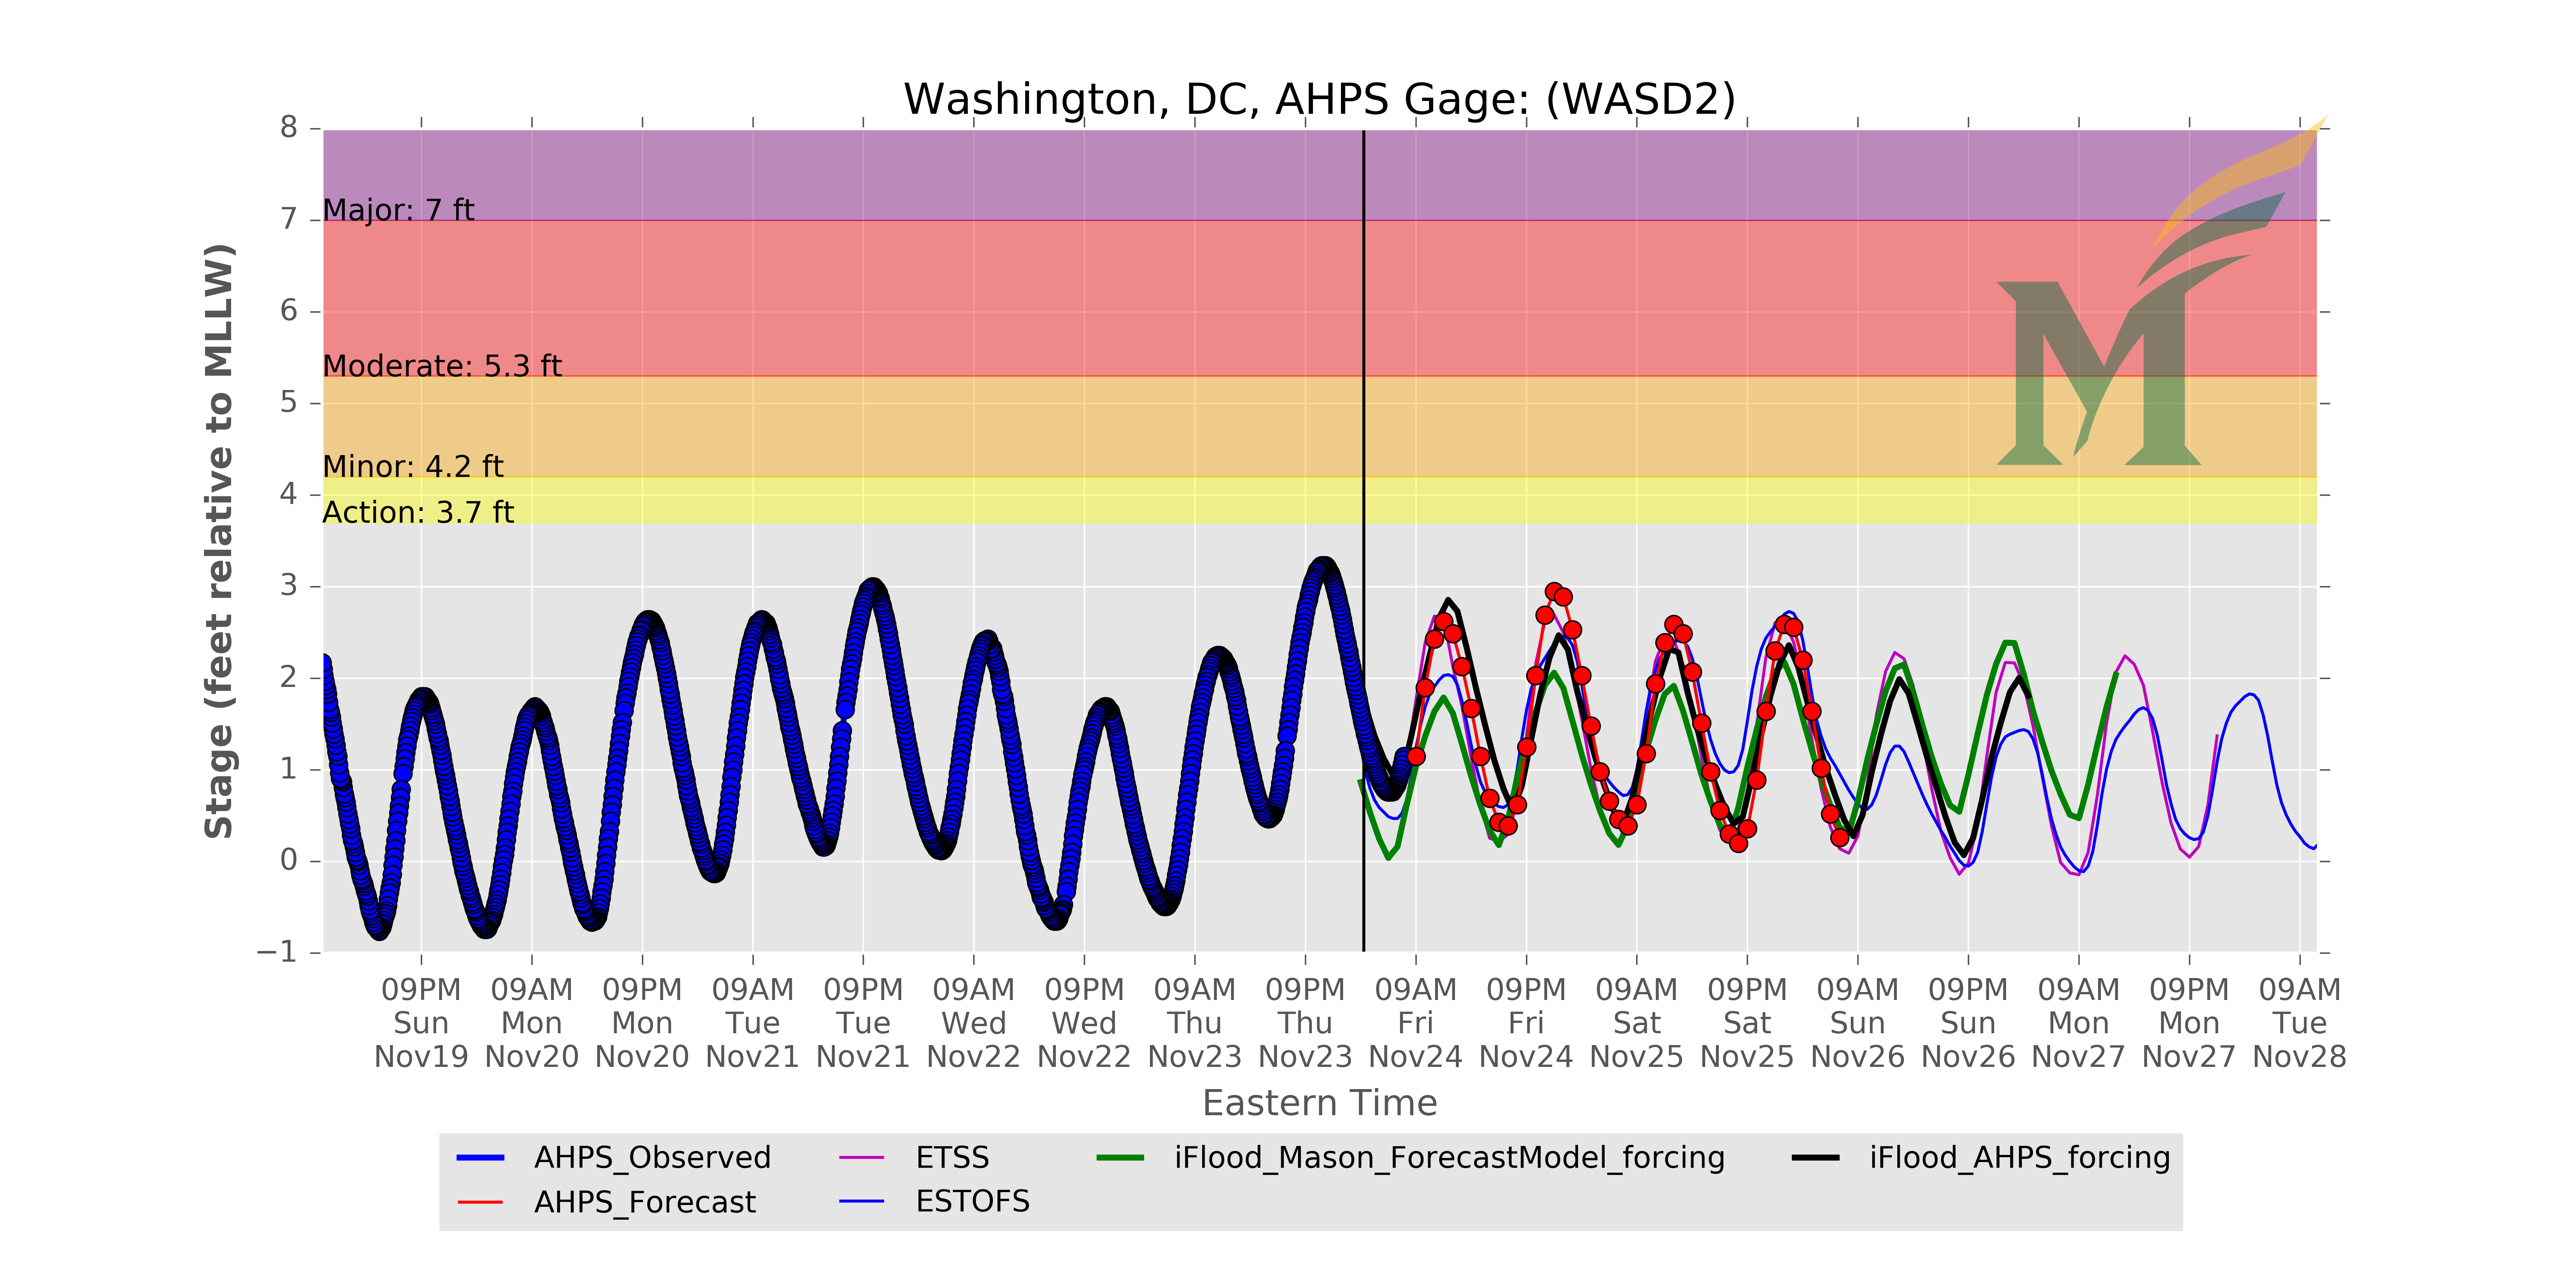 Washington, DC, AHPS Gage: (WASD2)
8
7
6
5
4
3
2
1
0
−1
Stage (feet relative to MLLW)
Major: 7 ft
Moderate: 5.3 ft
Minor: 4.2 ft
Action: 3.7 ft
09PM 09AM 09PM 09AM 09PM 09AM 09PM 09AM 09PM 09AM 09PM 09AM 09PM 09AM 09PM 09AM 09PM 09AM
Sun Mon Mon Tue Tue Wed Wed Thu Thu Fri Fri Sat Sat Sun Sun Mon Mon Tue
Nov19 Nov20 Nov20 Nov21 Nov21 Nov22 Nov22 Nov23 Nov23 Nov24 Nov24 Nov25 Nov25 Nov26 Nov26 Nov27 Nov27 Nov28
Eastern Time
AHPS_Observed ETSS iFlood_Mason_ForecastModel_forcing iFlood_AHPS_forcing
AHPS_Forecast ESTOFS